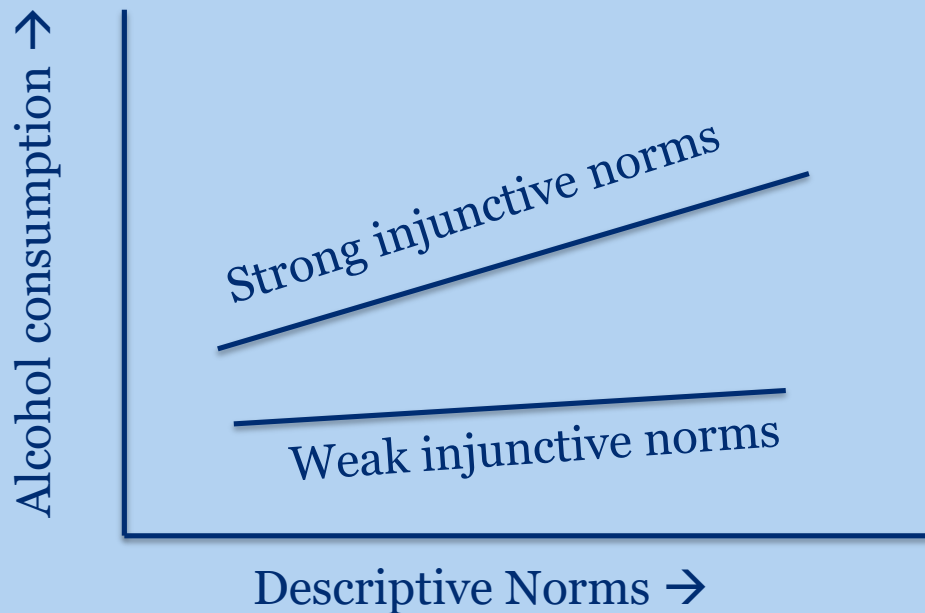 Alcohol consumption →
Strong injunctive norms
Weak injunctive norms
Descriptive Norms →